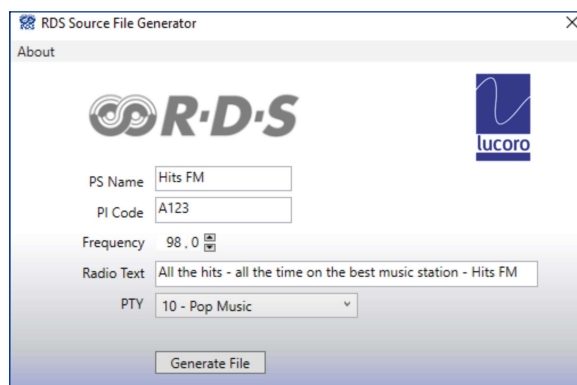 RDS Source File Generator
About
R·D·S
lucoro
PS Name Hits FM
PI Code A123
Frequency 98 , 0
Radio Text All the hits - all the time on the best music station - Hits FM
PTY 10 - Pop Music
Generate File